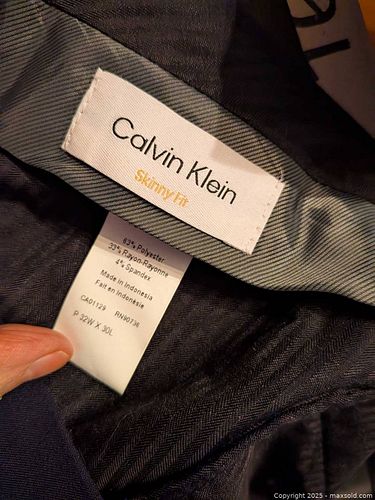 Calvin Klein
Skinny Fit
63% Polyester
33% Rayon-Rayonne
4% Spandex
Made in Indonesia
Fait en Indonésie
CA01129 RN90736
P 32W X 30L
Copyright 2025 - maxsold.com